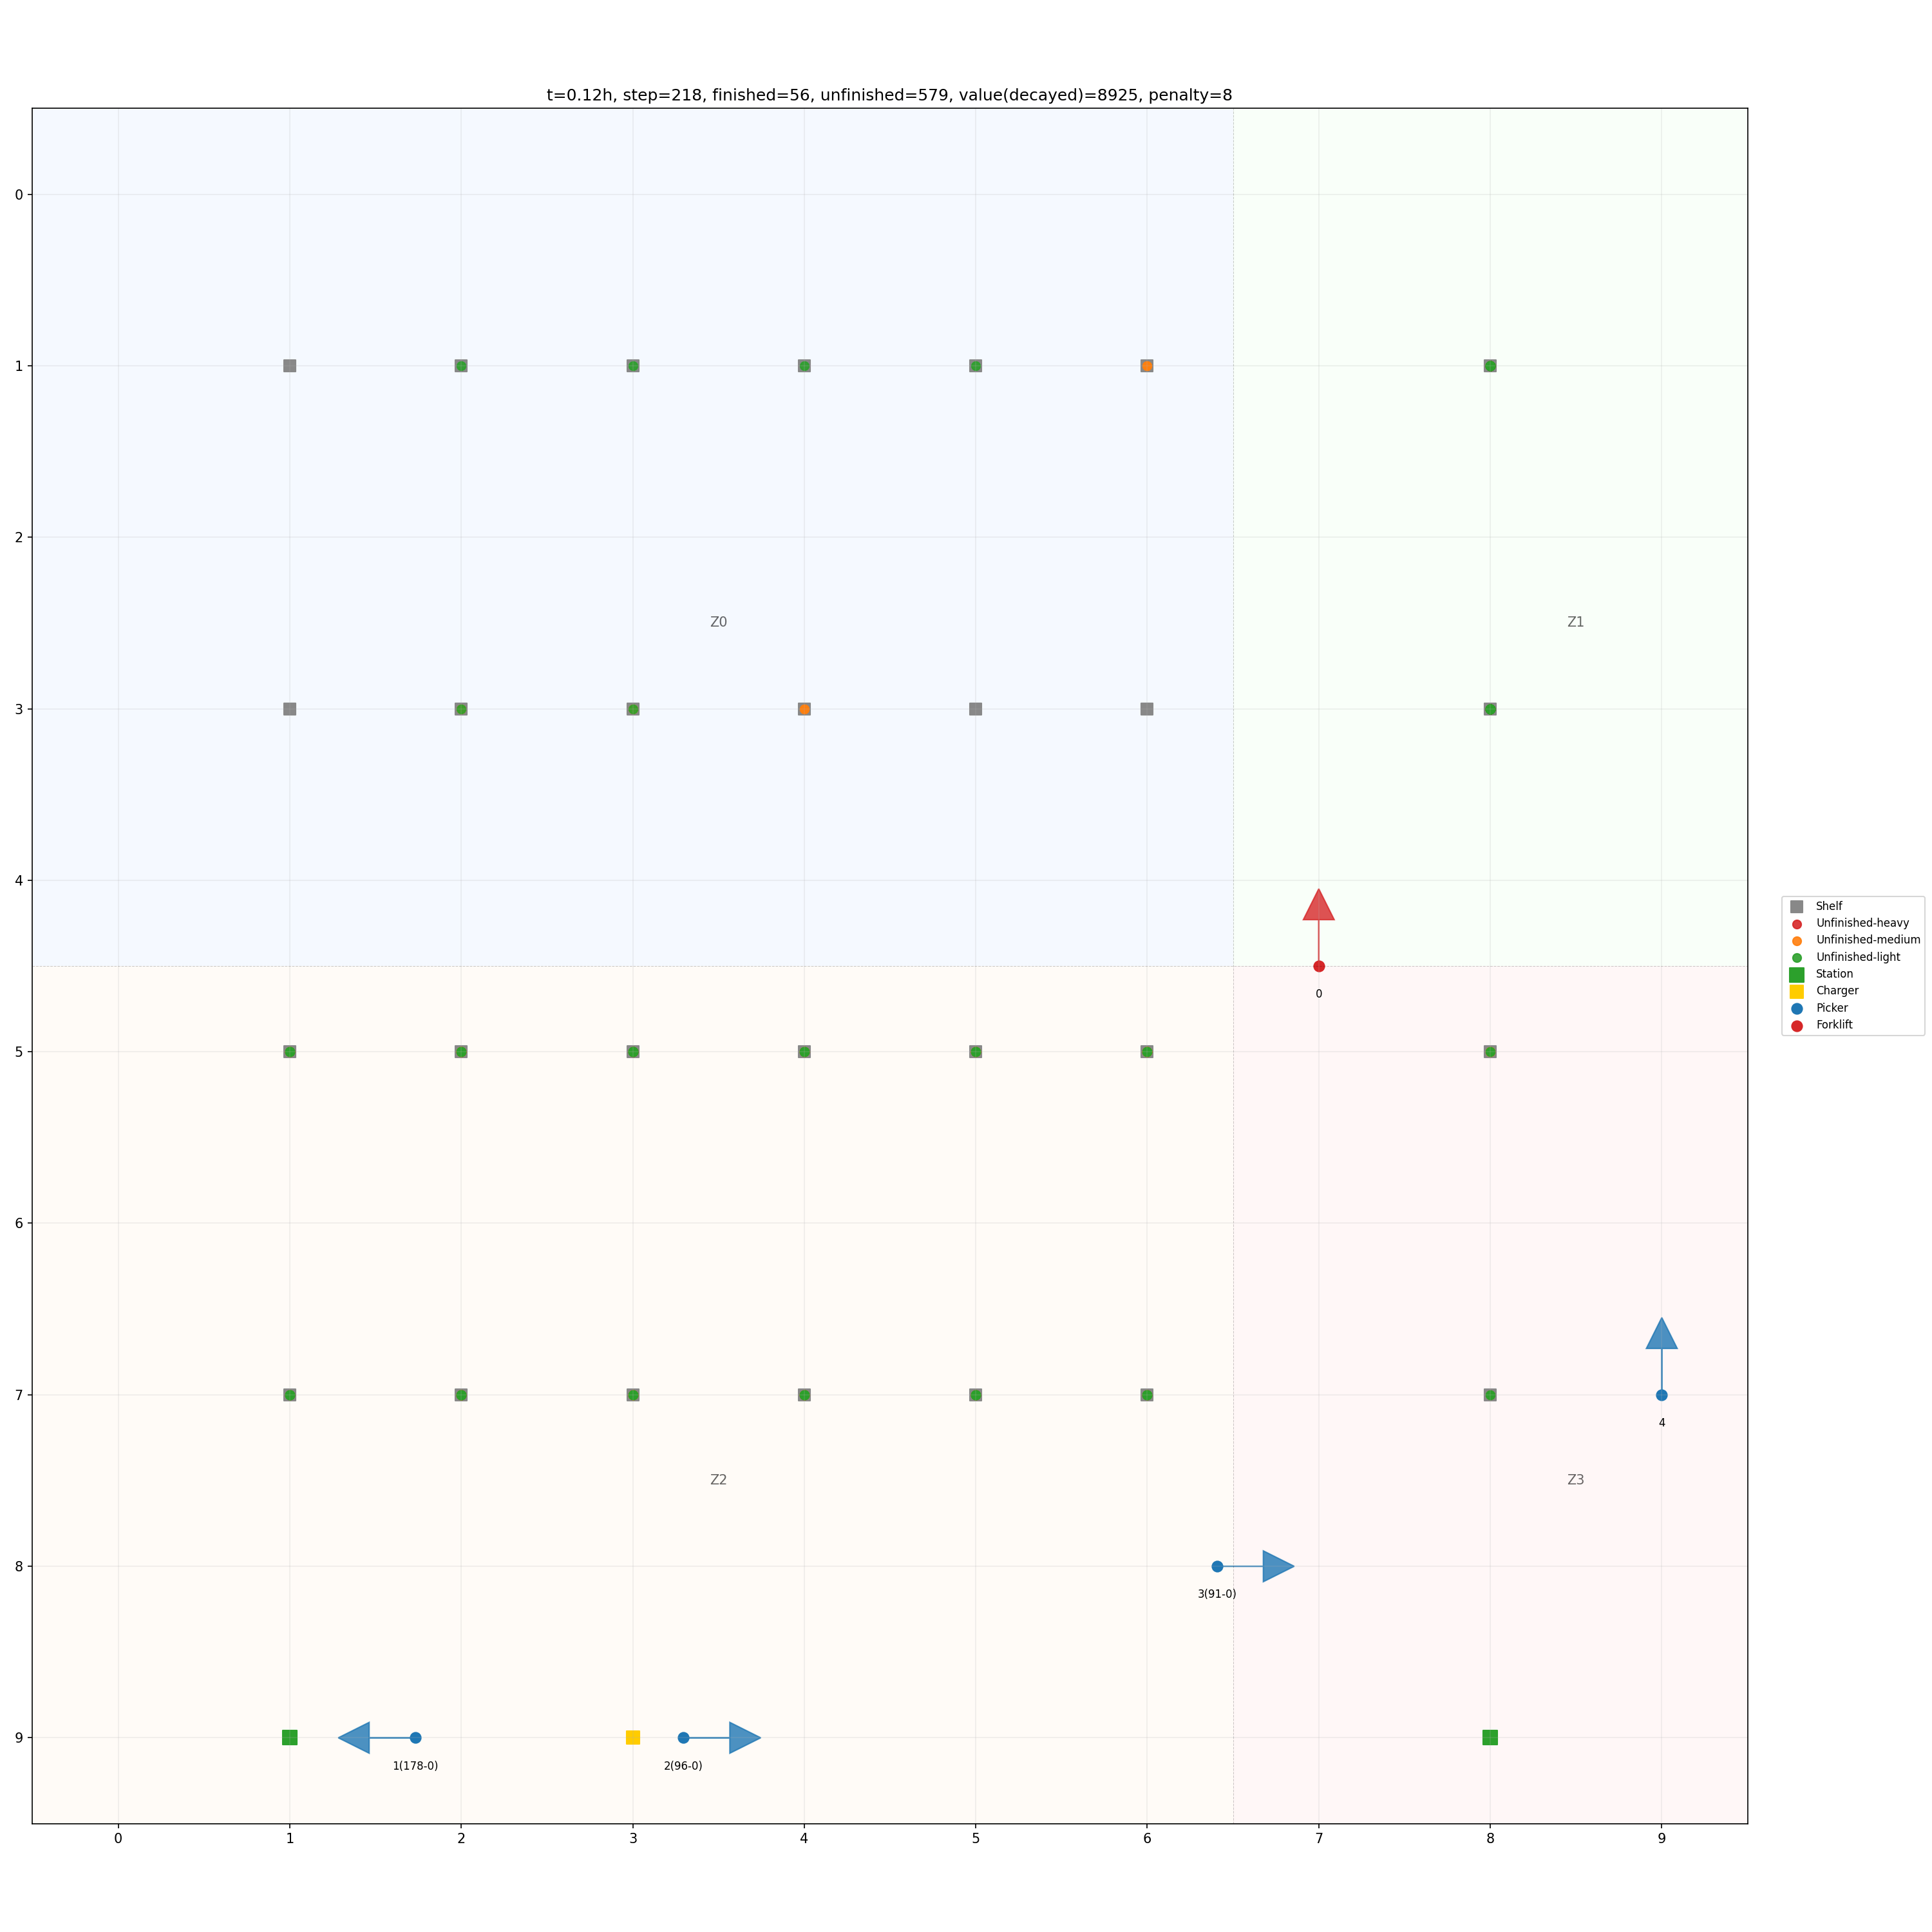 t=0.12h, step=218, finished=56, unfinished=579, value(decayed)=8925, penalty=8
0
1
2
Z0
Z1
3
4
0
Shelf
Unfinished-heavy
Unfinished-medium
Unfinished-light
Station
Charger
Picker
Forklift
5
6
7
4
Z2
Z3
8
3(91-0)
9
1(178-0)
2(96-0)
0 1 2 3 4 5 6 7 8 9